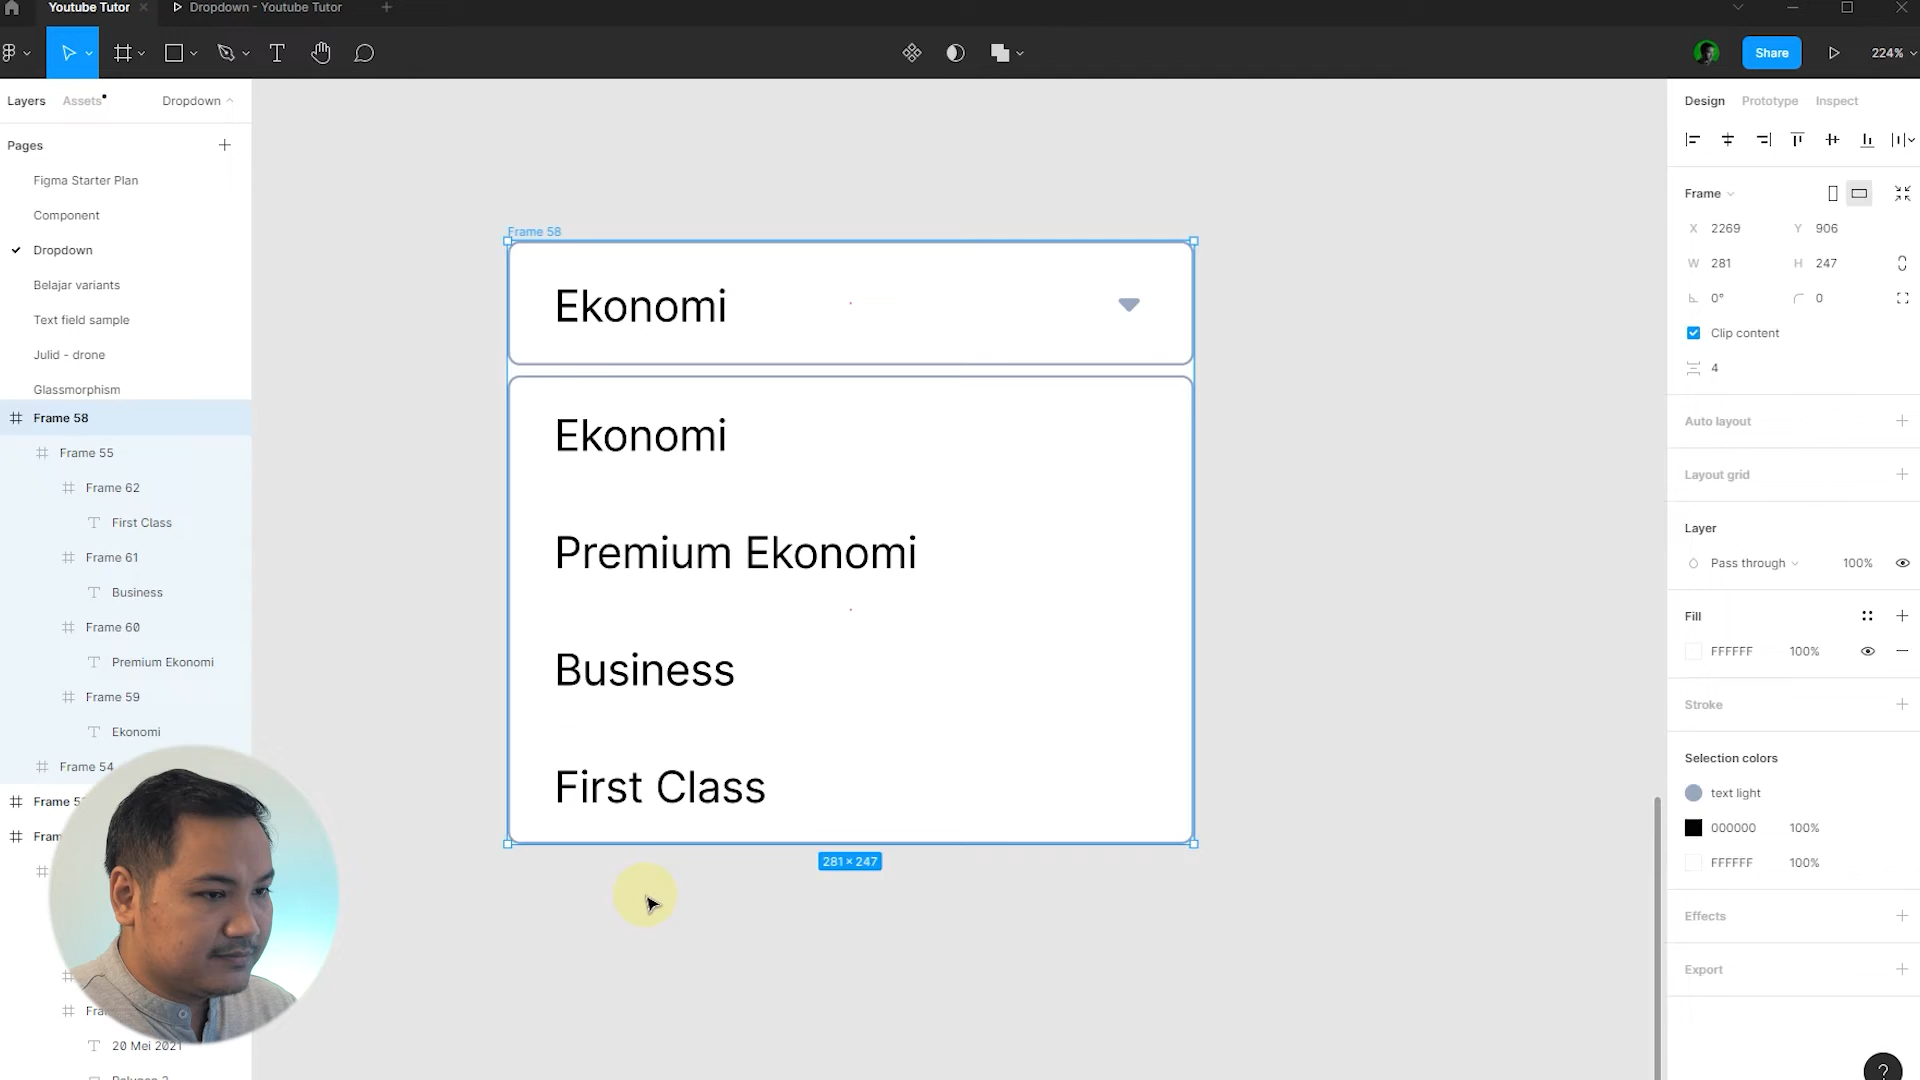 Youtube Tutor
Dropdown - Youtube Tutor
Share
224%
Layers
Assets
Dropdown
Pages
Figma Starter Plan
Component
Dropdown
Belajar variants
Text field sample
Julid - drone
Glassmorphism
Frame 58
Frame 55
Frame 62
First Class
Frame 61
Business
Frame 60
Premium Ekonomi
Frame 59
Ekonomi
Frame 54
20 Mei 2021
Frame 58
Ekonomi
Ekonomi
Premium Ekonomi
Business
First Class
281 × 247
Design
Prototype
Inspect
Frame
X 2269
Y 906
W 281
H 247
0°
0
Clip content
4
Auto layout
Layout grid
Layer
Pass through
100%
Fill
FFFFFF
100%
Stroke
Selection colors
text light
000000
100%
FFFFFF
100%
Effects
Export
?